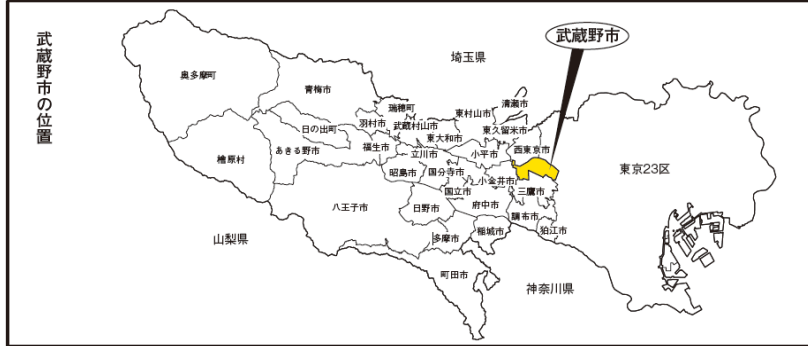 武蔵野市の位置
武蔵野市
埼玉県
奥多摩町
青梅市
瑞穂町
清瀬市
東村山市
羽村市
武蔵村山市
東久留米市
日の出町
東大和市
福生市
西東京市
檜原村
あきる野市
立川市
小平市
東京23区
昭島市
国分寺市
小金井市
三鷹市
国立市
八王子市
日野市
府中市
調布市
稲城市
狛江市
多摩市
山梨県
町田市
神奈川県